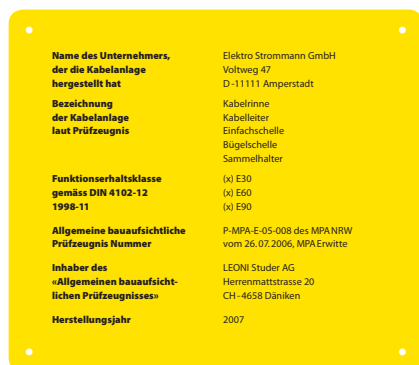 Name des Unternehmers, Elektro Strommann GmbH
der die Kabelanlage Voltweg 47
hergestellt hat D-11111 Amperstadt
Bezeichnung Kabelrinne
der Kabelanlage Kabelleiter
laut Prüfzeugnis Einfachschelle
Bügelschelle
Sammelhalter
Funktionserhaltsklasse (x) E30
gemäss DIN 4102-12 (x) E60
1998-11 (x) E90
Allgemeine bauaufsichtliche P-MPA-E-05-008 des MPA NRW
Prüfzeugnis Nummer vom 26.07.2006, MPA Erwitte
Inhaber des LEONI Studer AG
«Allgemeinen bauaufsicht- Herrenmattstrasse 20
lichen Prüfzeugnisses» CH-4658 Däniken
Herstellungsjahr 2007